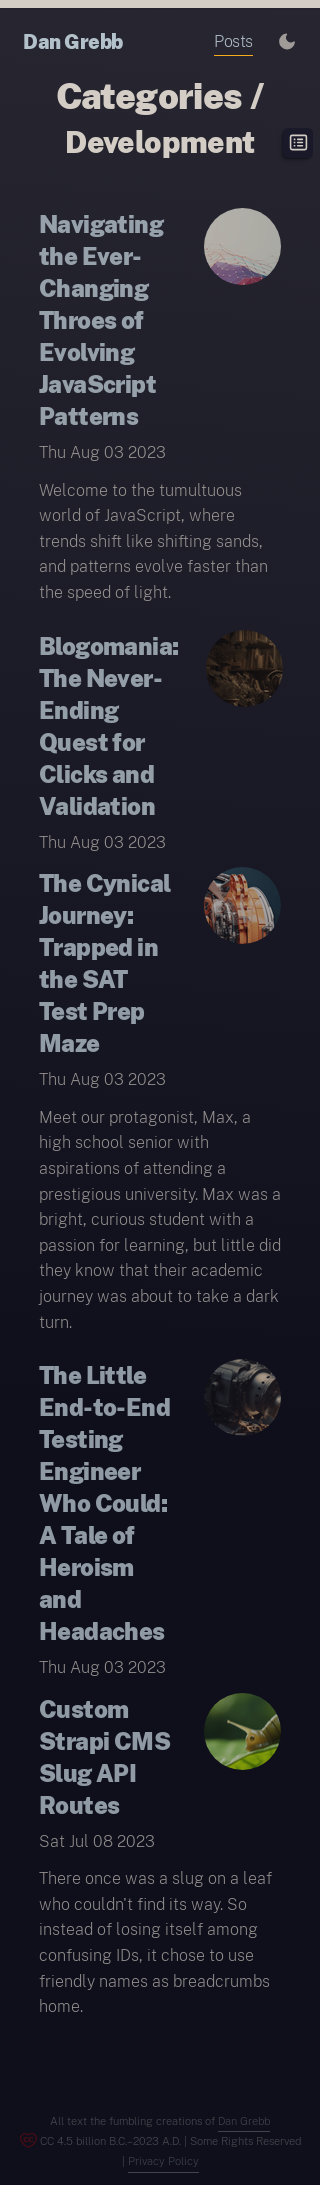 Dan Grebb
Posts
Categories /
Development
Navigating
the Ever-
Changing
Throes of
Evolving
JavaScript
Patterns
Thu Aug 03 2023
Welcome to the tumultuous
world of JavaScript, where
trends shift like shifting sands,
and patterns evolve faster than
the speed of light.
Blogomania:
The Never-
Ending
Quest for
Clicks and
Validation
Thu Aug 03 2023
The Cynical
Journey:
Trapped in
the SAT
Test Prep
Maze
Thu Aug 03 2023
Meet our protagonist, Max, a
high school senior with
aspirations of attending a
prestigious university. Max was a
bright, curious student with a
passion for learning, but little did
they know that their academic
journey was about to take a dark
turn.
The Little
End-to-End
Testing
Engineer
Who Could:
A Tale of
Heroism
and
Headaches
Thu Aug 03 2023
Custom
Strapi CMS
Slug API
Routes
Sat Jul 08 2023
There once was a slug on a leaf
who couldn't find its way. So
instead of losing itself among
confusing IDs, it chose to use
friendly names as breadcrumbs
home.
All text the fumbling creations of Dan Grebb
CC 4.5 billion B.C.–2023 A.D. | Some Rights Reserved
| Privacy Policy